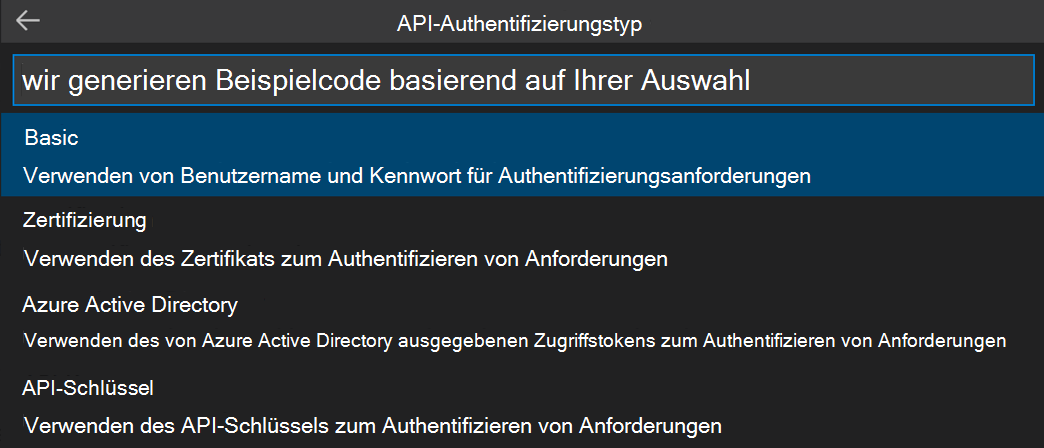 API-Authentifizierungstyp
wir generieren Beispielcode basierend auf Ihrer Auswahl
Basic
Verwenden von Benutzername und Kennwort für Authentifizierungsanforderungen
Zertifizierung
Verwenden des Zertifikats zum Authentifizieren von Anforderungen
Azure Active Directory
Verwenden des von Azure Active Directory ausgegebenen Zugriffstokens zum Authentifizieren von Anforderungen
API-Schlüssel
Verwenden des API-Schlüssels zum Authentifizieren von Anforderungen